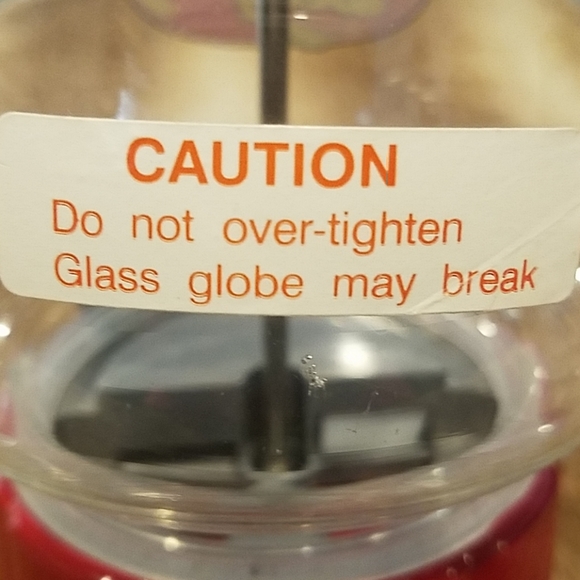 CAUTION
Do not over-tighten
Glass globe may break